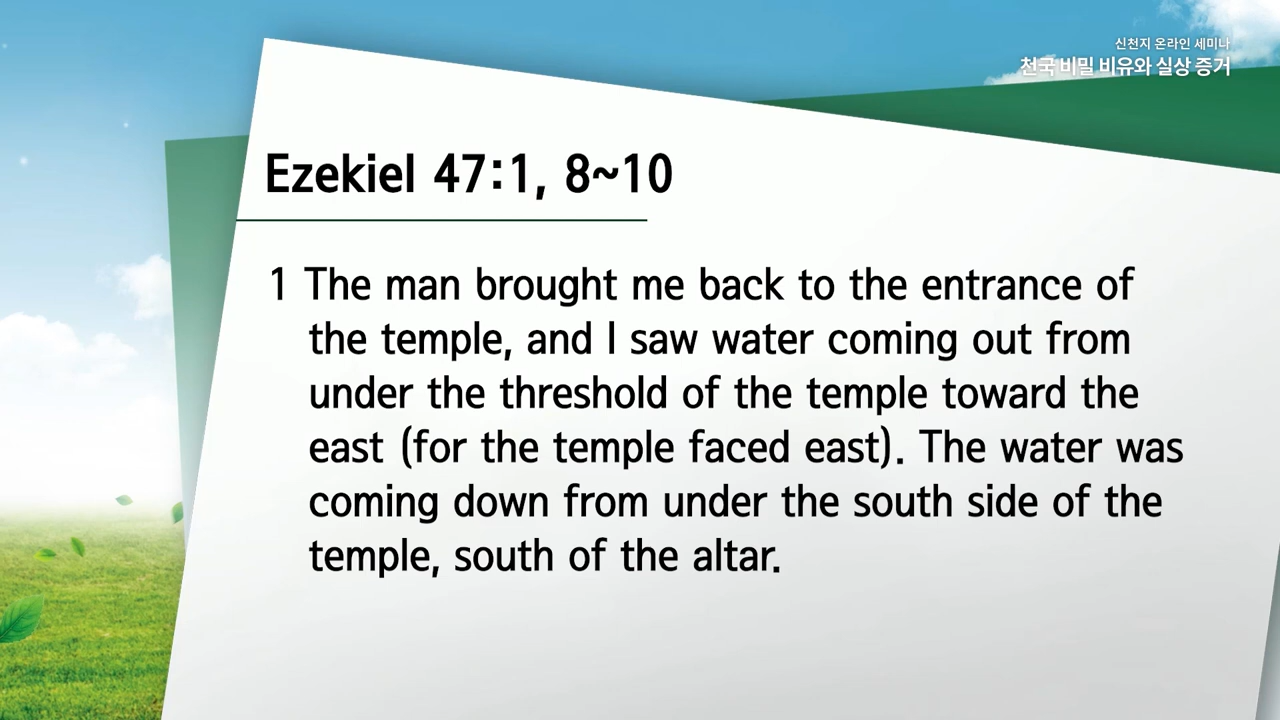 신천지 온라인 세미나
천국 비밀 비유와 실상 증거
Ezekiel 47:1, 8~10
1 The man brought me back to the entrance of
the temple, and I saw water coming out from
under the threshold of the temple toward the
east (for the temple faced east). The water was
coming down from under the south side of the
temple, south of the altar.